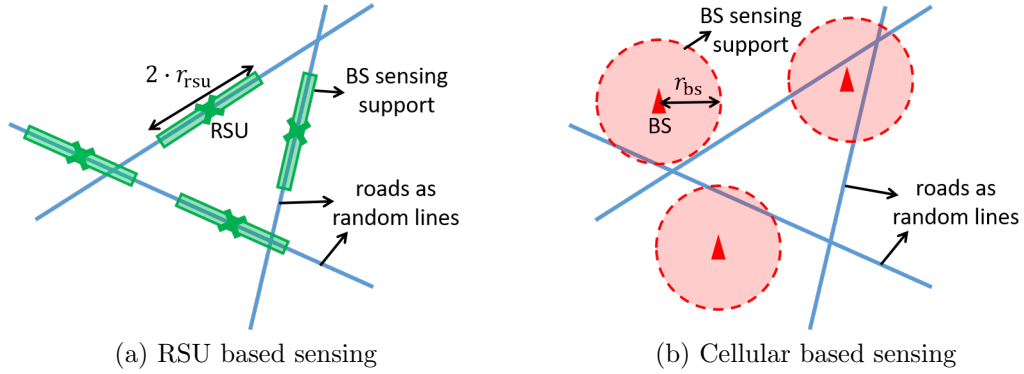 2 · r_rsu
RSU
BS sensing
support
roads as
random lines
(a) RSU based sensing
BS sensing
support
r_bs
BS
roads as
random lines
(b) Cellular based sensing